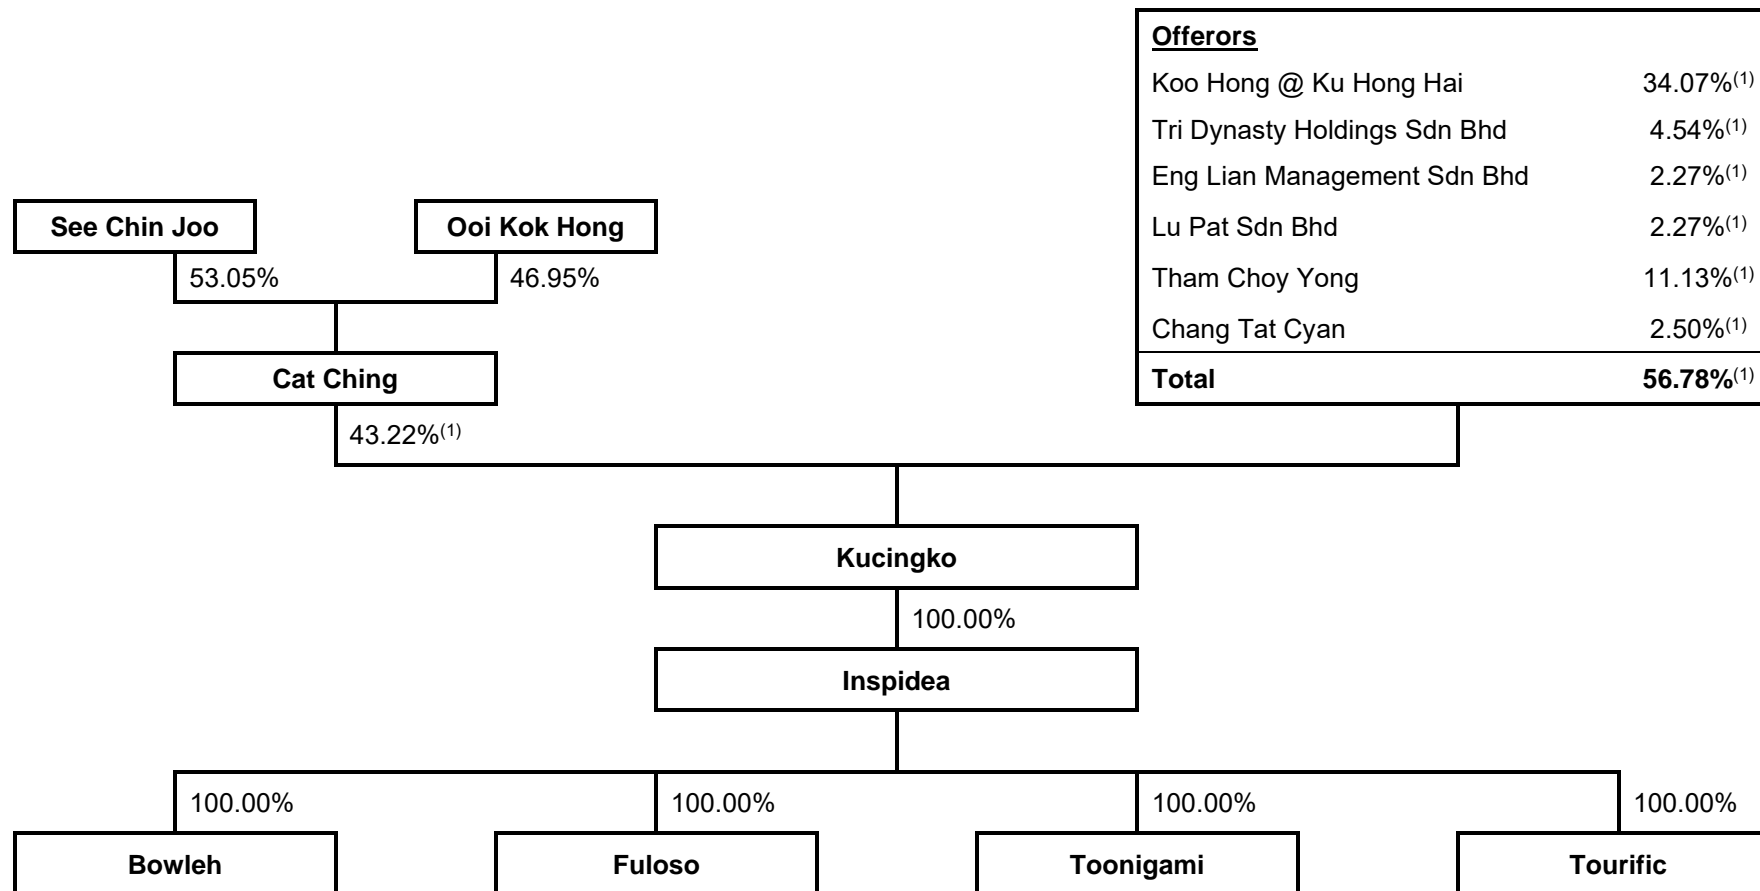 Offerors
Koo Hong @ Ku Hong Hai 34.07%(1)
Tri Dynasty Holdings Sdn Bhd 4.54%(1)
Eng Lian Management Sdn Bhd 2.27%(1)
Lu Pat Sdn Bhd 2.27%(1)
Tham Choy Yong 11.13%(1)
Chang Tat Cyan 2.50%(1)
Total 56.78%(1)
See Chin Joo Ooi Kok Hong
53.05% 46.95%
Cat Ching
43.22%(1)
Kucingko
100.00%
Inspidea
100.00% 100.00% 100.00% 100.00%
Bowleh Fuloso Toonigami Tourific